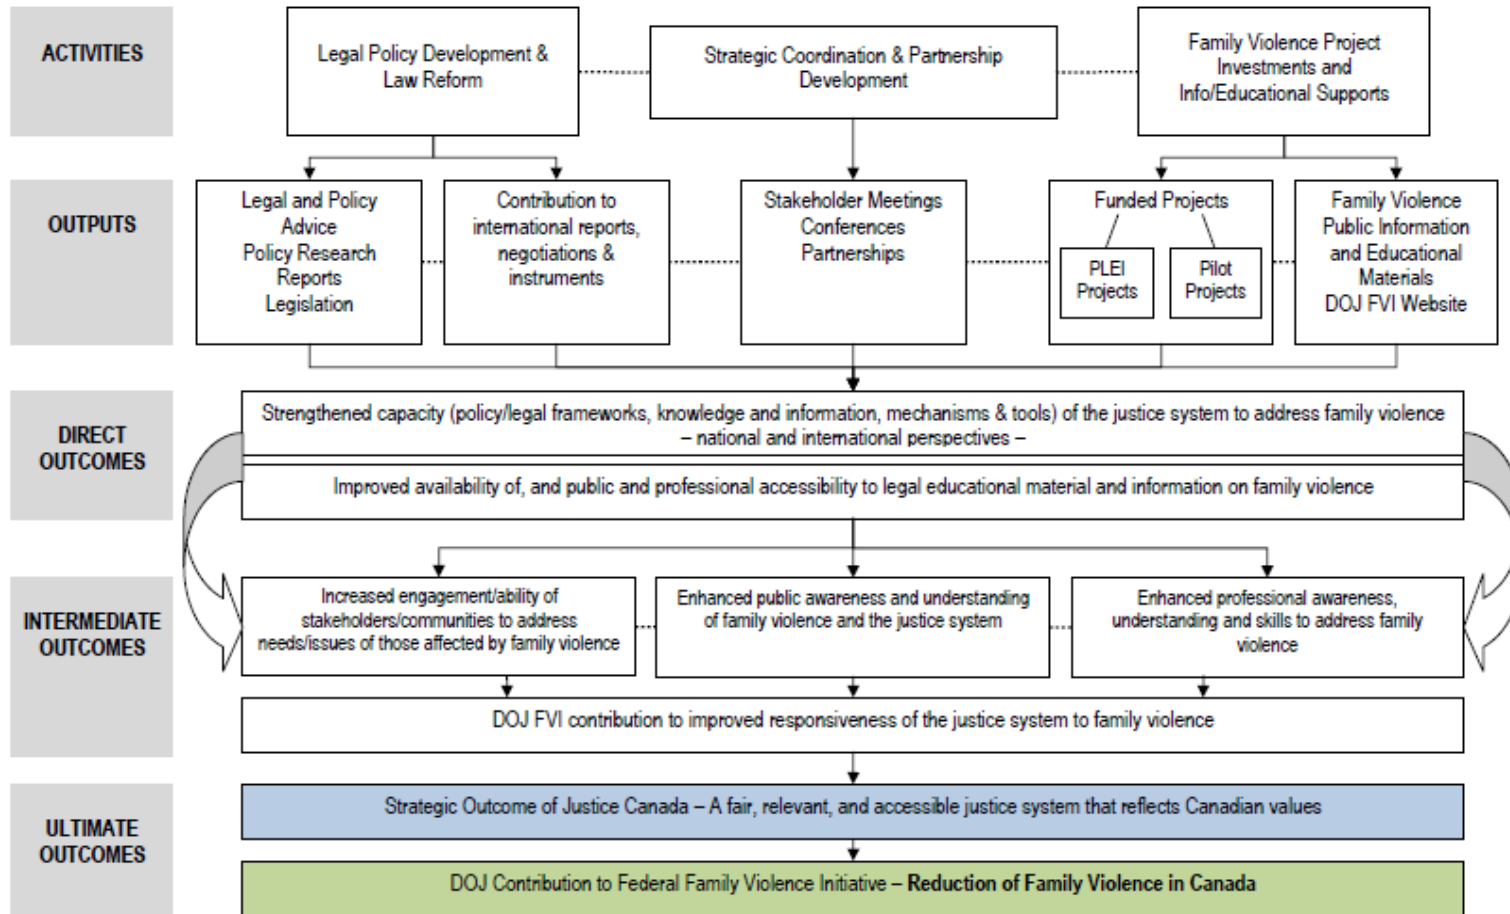 ACTIVITIES
Legal Policy Development &
Law Reform
Strategic Coordination & Partnership
Development
Family Violence Project
Investments and
Info/Educational Supports
OUTPUTS
Legal and Policy
Advice
Policy Research
Reports
Legislation
Contribution to
international reports,
negotiations &
instruments
Stakeholder Meetings
Conferences
Partnerships
Funded Projects
PLEI
Projects
Pilot
Projects
Family Violence
Public Information
and Educational
Materials
DOJ FVI Website
DIRECT
OUTCOMES
Strengthened capacity (policy/legal frameworks, knowledge and information, mechanisms & tools) of the justice system to address family violence
– national and international perspectives –
Improved availability of, and public and professional accessibility to legal educational material and information on family violence
INTERMEDIATE
OUTCOMES
Increased engagement/ability of
stakeholders/communities to address
needs/issues of those affected by family violence
Enhanced public awareness and understanding
of family violence and the justice system
Enhanced professional awareness,
understanding and skills to address family
violence
DOJ FVI contribution to improved responsiveness of the justice system to family violence
ULTIMATE
OUTCOMES
Strategic Outcome of Justice Canada – A fair, relevant, and accessible justice system that reflects Canadian values
DOJ Contribution to Federal Family Violence Initiative – Reduction of Family Violence in Canada